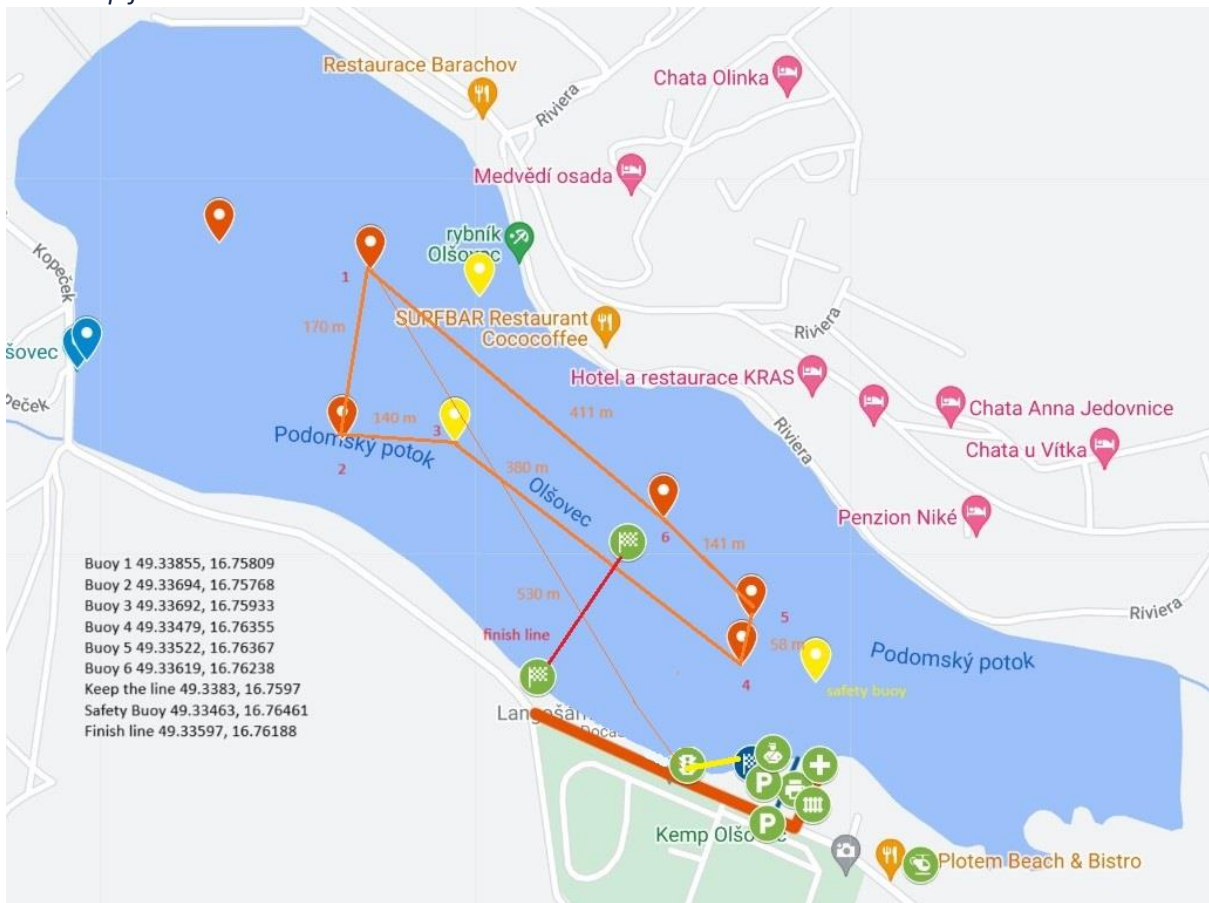 Restaurace Barachov
Riviera
Chata Olinka
Medvědí osada
rybník
Olšovec
Kopeček
1
170 m
SURFBAR Restaurant
Cococoffee
Riviera
šovec
Hotel a restaurace KRAS
peček
140 m
3
411 m
Chata Anna Jedovnice
Podomský potok
2
Riviera
Chata u Vítka
380 m
Olšovec
6
141 m
Penzion Niké
Buoy 1 49.33855, 16.75809
Buoy 2 49.33694, 16.75768
Buoy 3 49.33692, 16.75933
Buoy 4 49.33479, 16.76355
Buoy 5 49.33522, 16.76367
Buoy 6 49.33619, 16.76238
Keep the line 49.3383, 16.7597
Safety Buoy 49.33463, 16.76461
Finish line 49.33597, 16.76188
530 m
finish line
5
58 m
4
Riviera
Podomský potok
safety buoy
P
P
Kemp Olšovec
Plotem Beach & Bistro